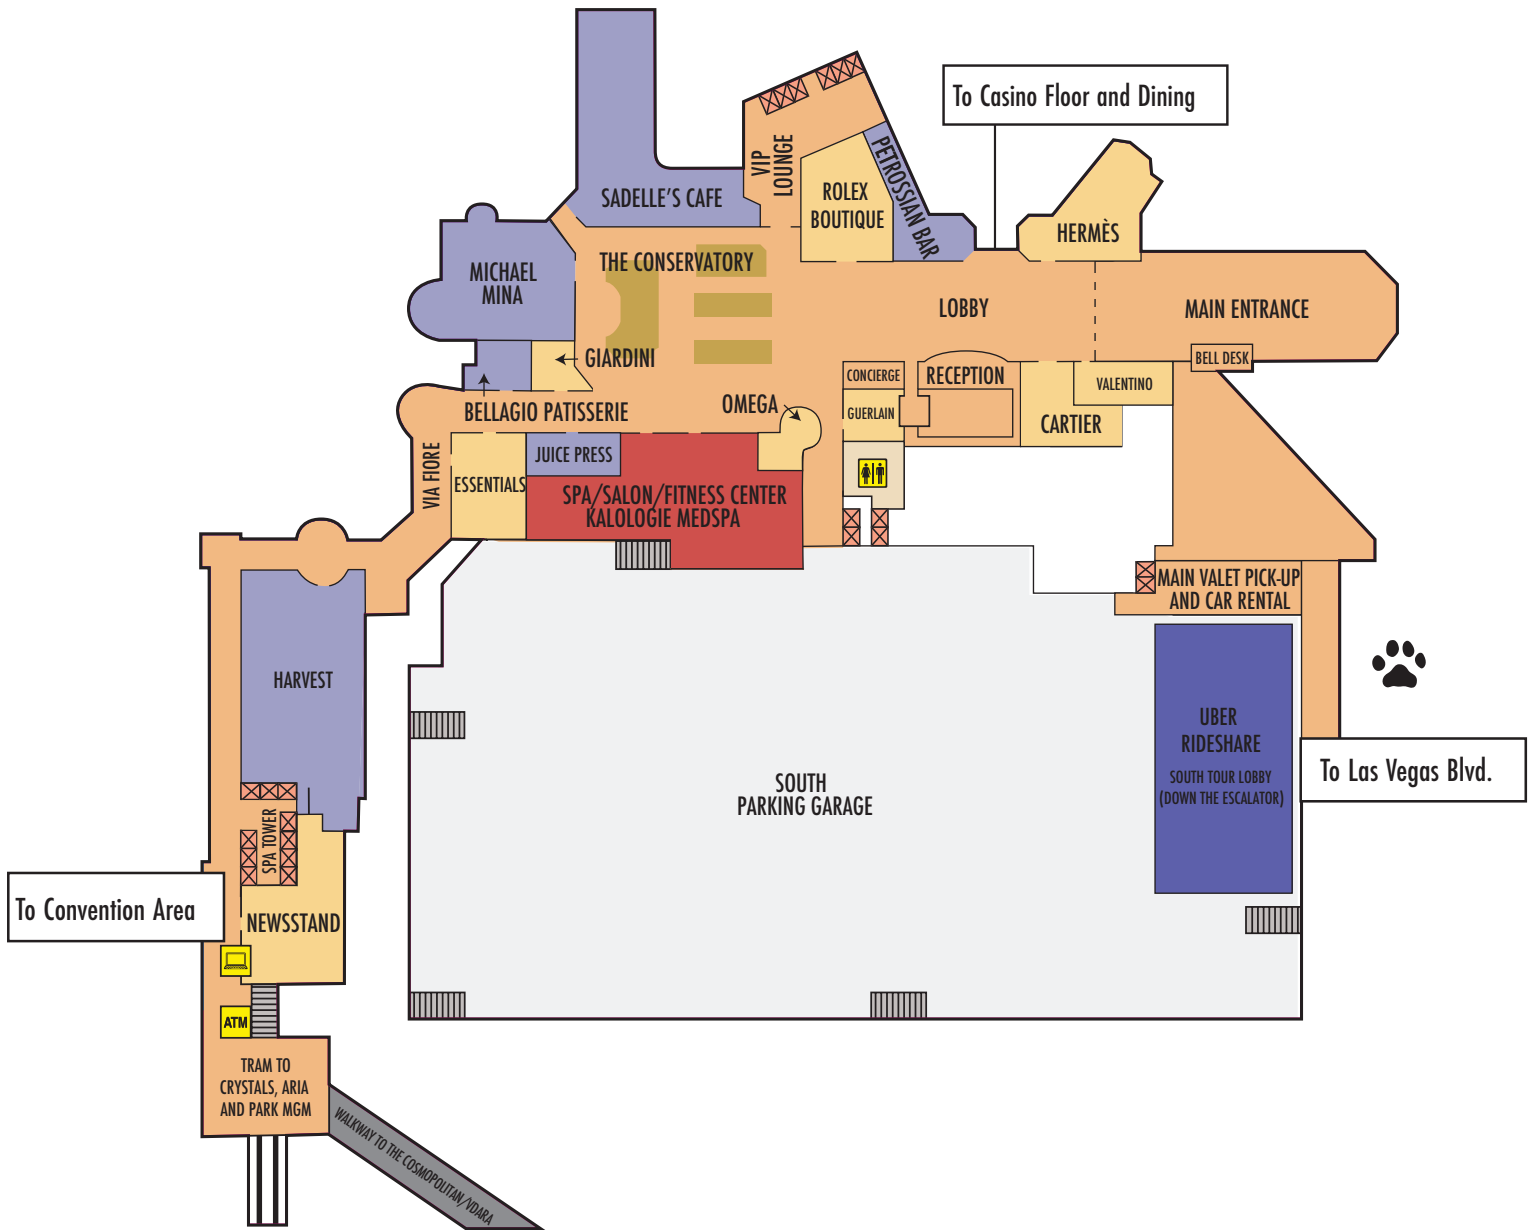 To Casino Floor and Dining
VIP
LOUNGE
PETROSSIAN BAR
SADELLE'S CAFE
ROLEX
BOUTIQUE
HERMÈS
THE CONSERVATORY
MICHAEL
MINA
LOBBY
MAIN ENTRANCE
GIARDINI
BELL DESK
CONCIERGE
RECEPTION
VALENTINO
BELLAGIO PATISSERIE
OMEGA
GUERLAIN
CARTIER
VIA FIORE
JUICE PRESS
ESSENTIALS
SPA/SALON/FITNESS CENTER
KALOLOGIE MEDSPA
MAIN VALET PICK-UP
AND CAR RENTAL
HARVEST
UBER
RIDESHARE
SOUTH TOUR LOBBY
(DOWN THE ESCALATOR)
To Las Vegas Blvd.
SOUTH
PARKING GARAGE
SPA TOWER
To Convention Area
NEWSSTAND
ATM
TRAM TO
CRYSTALS, ARIA
AND PARK MGM
WALKWAY TO THE COSMOPOLITAN/VDARA